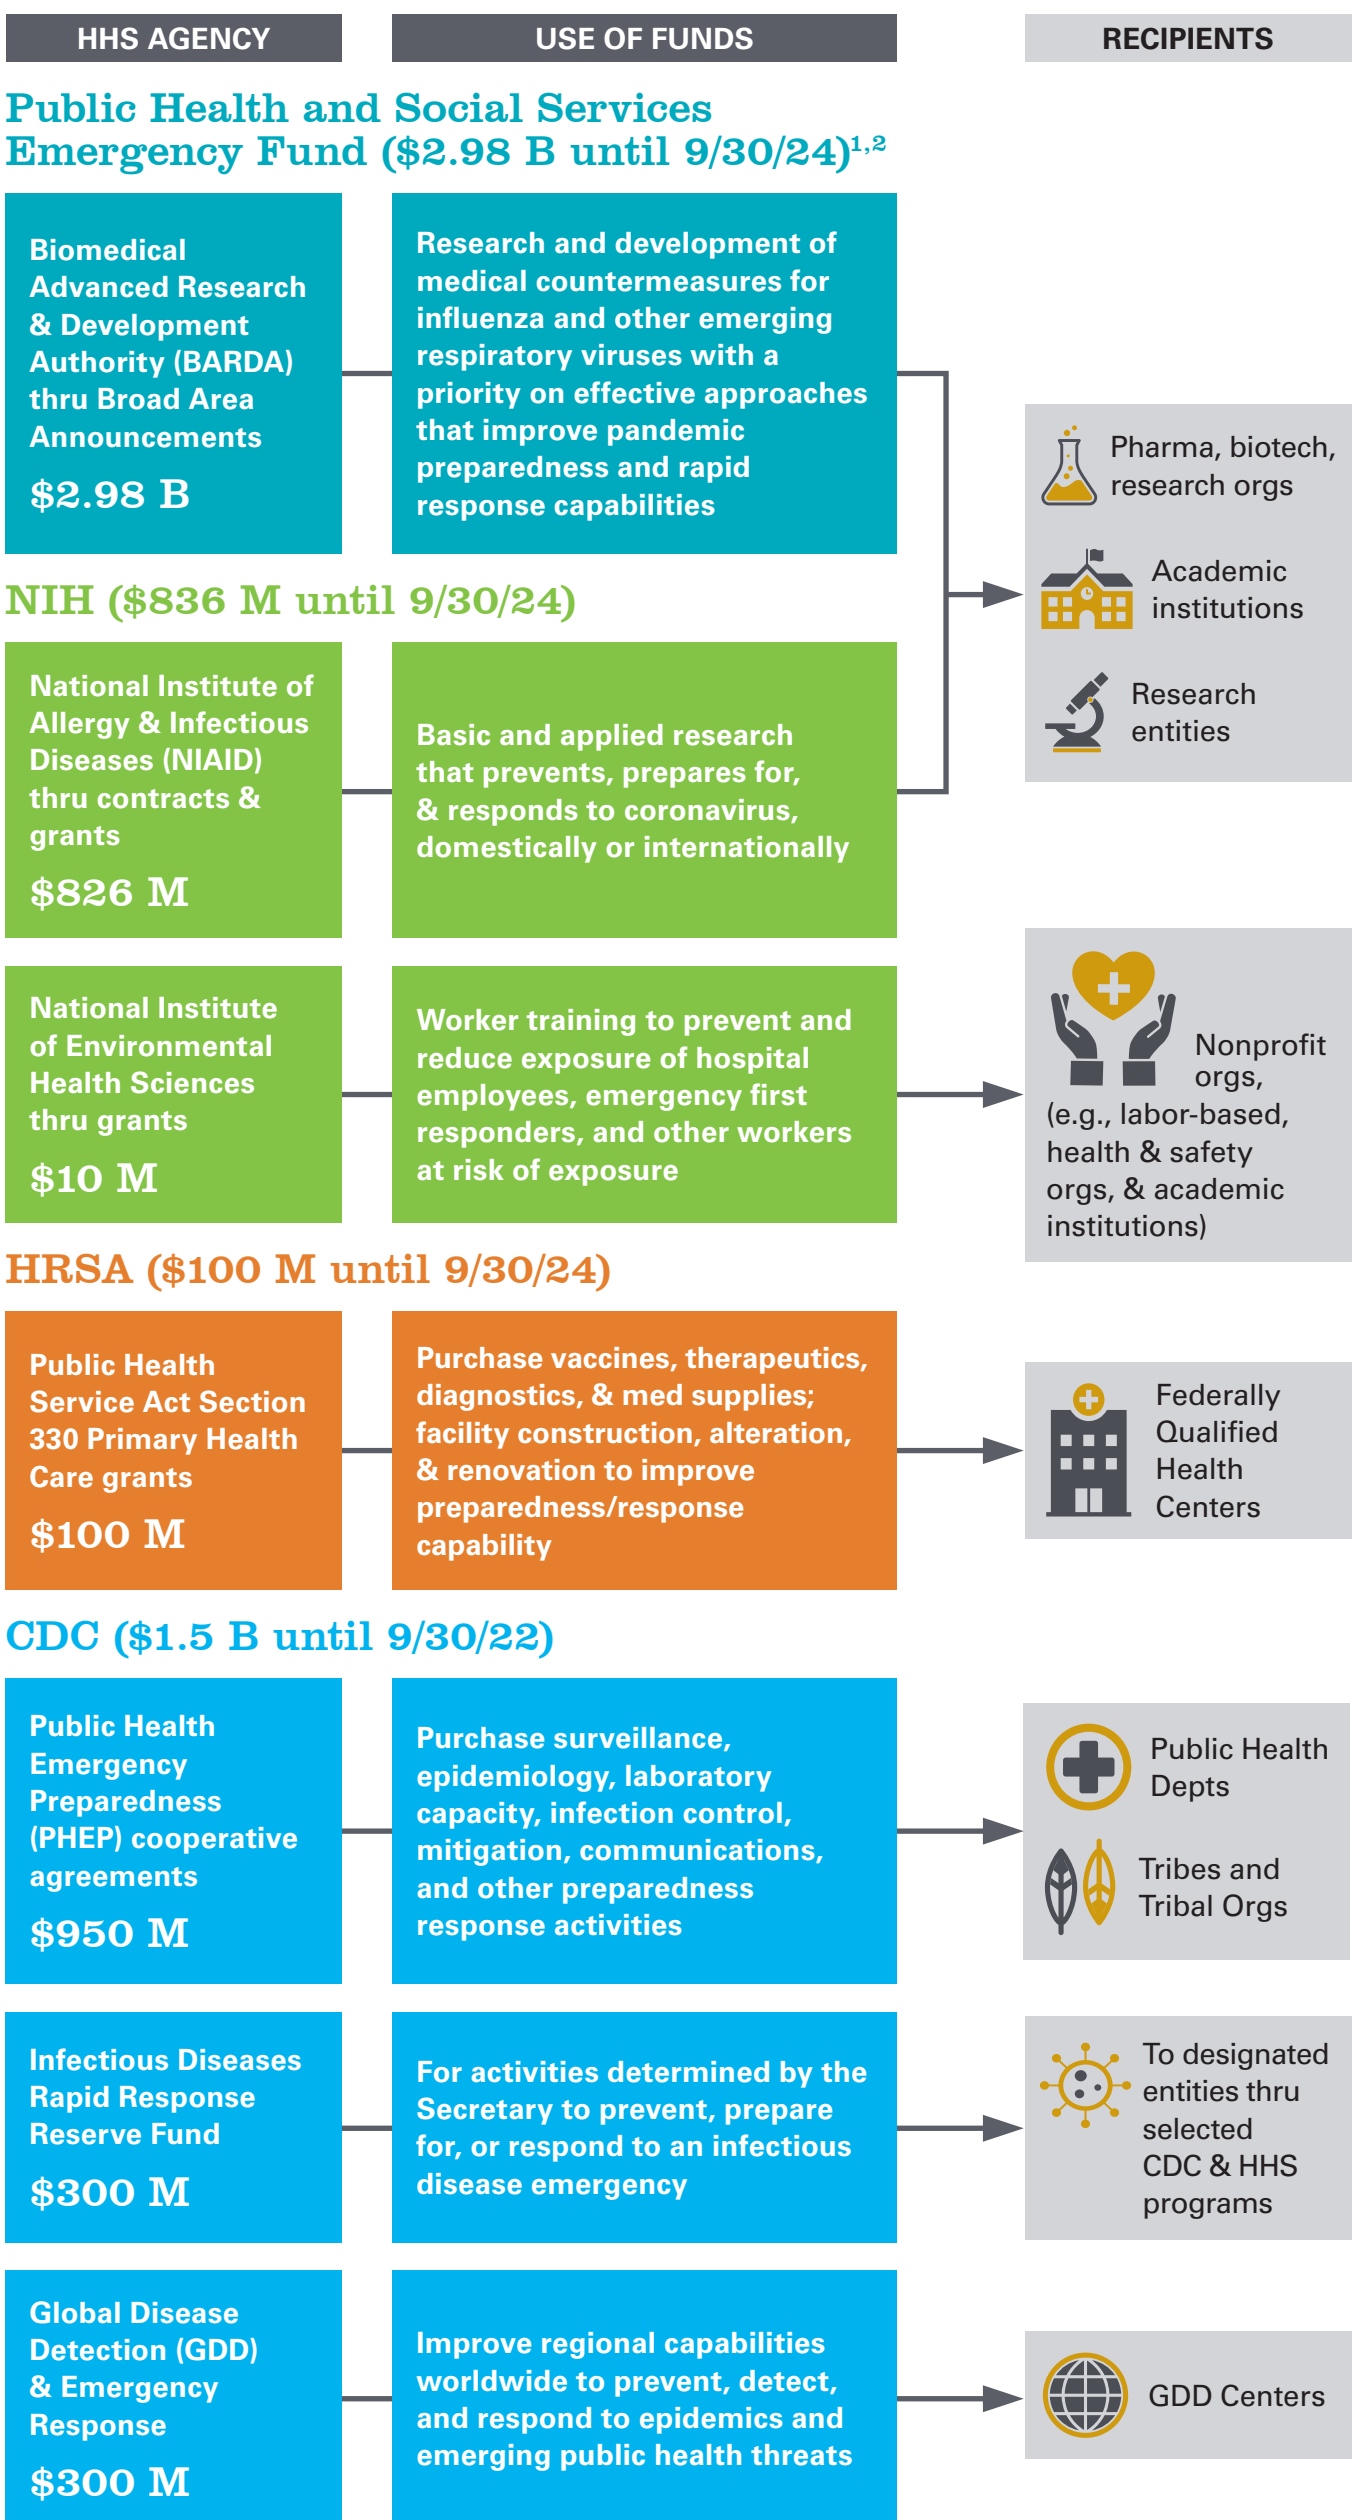 HHS AGENCY
USE OF FUNDS
RECIPIENTS
Public Health and Social Services
Emergency Fund ($2.98 B until 9/30/24)1,2
Biomedical
Advanced Research
& Development
Authority (BARDA)
thru Broad Area
Announcements
$2.98 B
Research and development of
medical countermeasures for
influenza and other emerging
respiratory viruses with a
priority on effective approaches
that improve pandemic
preparedness and rapid
response capabilities
Pharma, biotech,
research orgs
Academic
institutions
Research
entities
NIH ($836 M until 9/30/24)
National Institute of
Allergy & Infectious
Diseases (NIAID)
thru contracts &
grants
$826 M
Basic and applied research
that prevents, prepares for,
& responds to coronavirus,
domestically or internationally
National Institute
of Environmental
Health Sciences
thru grants
$10 M
Worker training to prevent and
reduce exposure of hospital
employees, emergency first
responders, and other workers
at risk of exposure
Nonprofit
orgs,
(e.g., labor-based,
health & safety
orgs, & academic
institutions)
HRSA ($100 M until 9/30/24)
Public Health
Service Act Section
330 Primary Health
Care grants
$100 M
Purchase vaccines, therapeutics,
diagnostics, & med supplies;
facility construction, alteration,
& renovation to improve
preparedness/response
capability
Federally
Qualified
Health
Centers
CDC ($1.5 B until 9/30/22)
Public Health
Emergency
Preparedness
(PHEP) cooperative
agreements
$950 M
Purchase surveillance,
epidemiology, laboratory
capacity, infection control,
mitigation, communications,
and other preparedness
response activities
Public Health
Depts
Tribes and
Tribal Orgs
Infectious Diseases
Rapid Response
Reserve Fund
$300 M
For activities determined by the
Secretary to prevent, prepare
for, or respond to an infectious
disease emergency
To designated
entities thru
selected
CDC & HHS
programs
Global Disease
Detection (GDD)
& Emergency
Response
$300 M
Improve regional capabilities
worldwide to prevent, detect,
and respond to epidemics and
emerging public health threats
GDD Centers